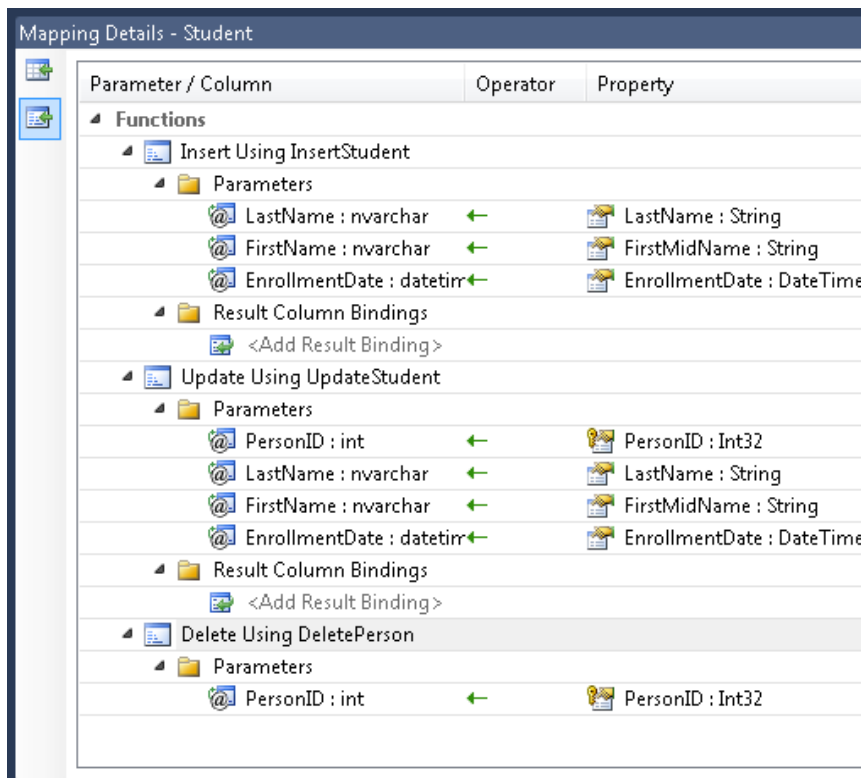 Mapping Details - Student
Parameter / Column Operator Property
Functions
Insert Using InsertStudent
Parameters
LastName : nvarchar ← LastName : String
FirstName : nvarchar ← FirstMidName : String
EnrollmentDate : datetim ← EnrollmentDate : DateTime
Result Column Bindings
<Add Result Binding>
Update Using UpdateStudent
Parameters
PersonID : int ← PersonID : Int32
LastName : nvarchar ← LastName : String
FirstName : nvarchar ← FirstMidName : String
EnrollmentDate : datetim ← EnrollmentDate : DateTime
Result Column Bindings
<Add Result Binding>
Delete Using DeletePerson
Parameters
PersonID : int ← PersonID : Int32